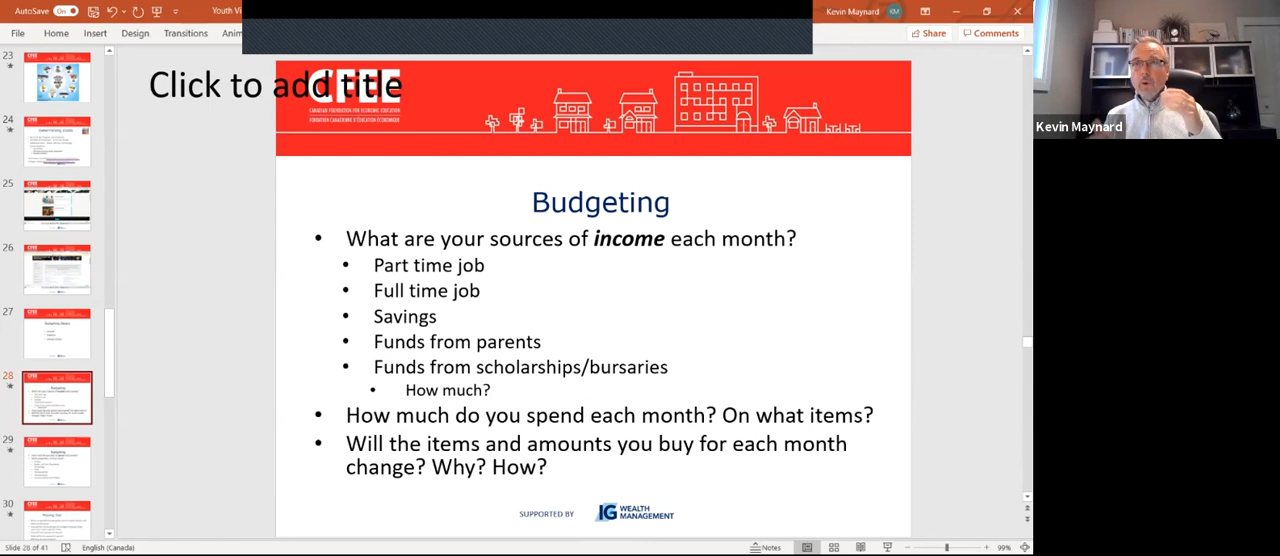 AutoSave On
Youth Vi
Kevin Maynard KM
File Home Insert Design Transitions Anim
Share Comments
Click to add title
CFEE
CANADIAN FOUNDATION FOR ECONOMIC EDUCATION
FONDATION CANADIENNE D'ÉDUCATION ÉCONOMIQUE
Budgeting
• What are your sources of income each month?
• Part time job
• Full time job
• Savings
• Funds from parents
• Funds from scholarships/bursaries
• How much?
• How much do you spend each month? On what items?
• Will the items and amounts you buy for each month
change? Why? How?
SUPPORTED BY IG WEALTH
MANAGEMENT
23
24
25
26
27
28
Budgeting
29
Budgeting
30
Slide 28 of 41 English (Canada)
Notes 99%
Kevin Maynard